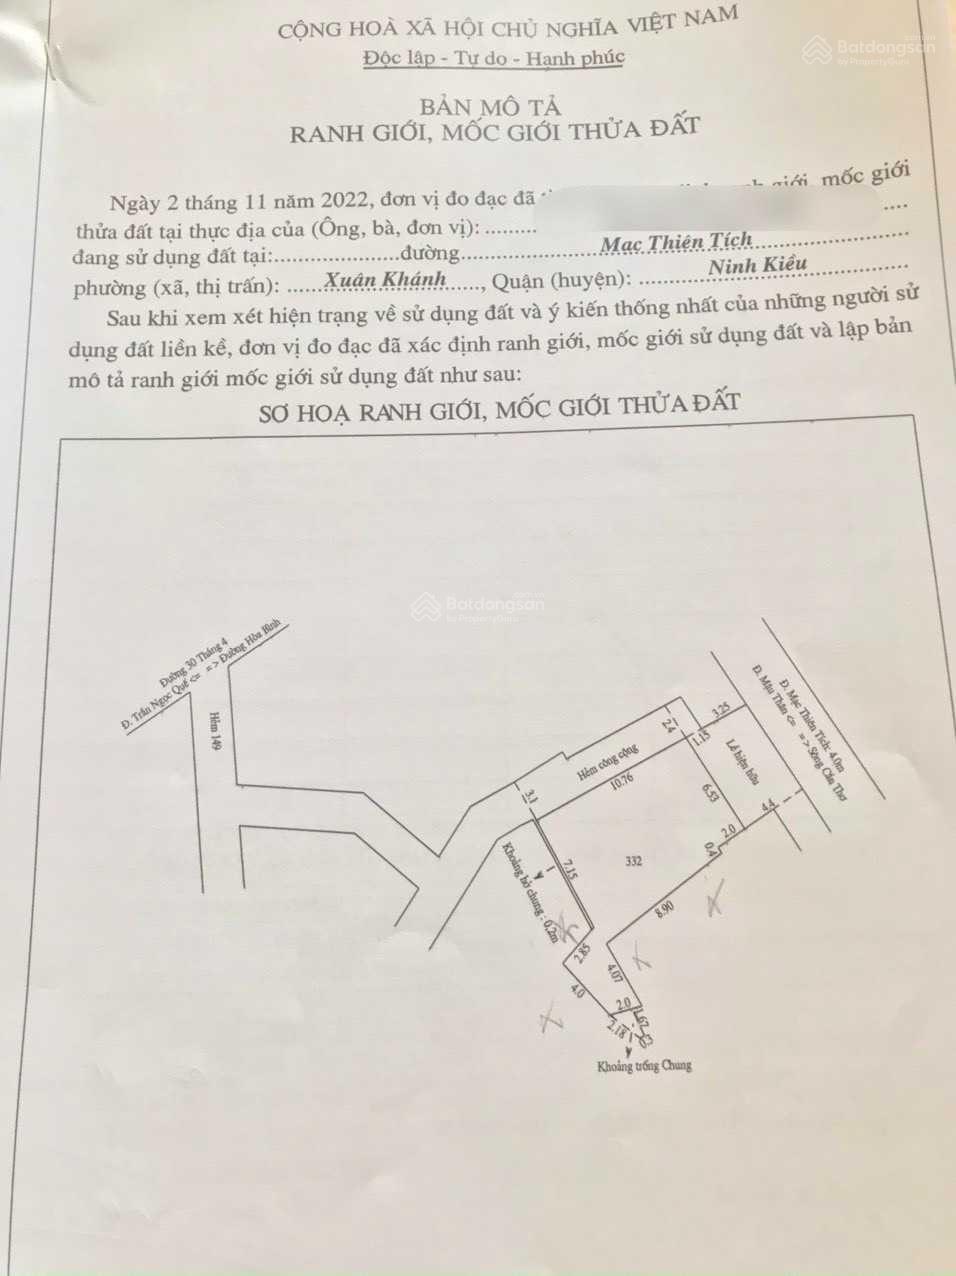 CỘNG HOÀ XÃ HỘI CHỦ NGHĨA VIỆT NAM
Độc lập - Tự do - Hạnh phúc
Batdongsan
by PropertyGuru
BẢN MÔ TẢ
RANH GIỚI, MỐC GIỚI THỬA ĐẤT
Ngày 2 tháng 11 năm 2022, đơn vị đo đạc đã giới, mốc giới
thửa đất tại thực địa của (Ông, bà, đơn vị): ......... ....
đang sử dụng đất tại:.....................đường.......................Mạc Thiên Tích..........................
phường (xã, thị trấn): ......Xuân Khánh......, Quận (huyện): ............Ninh Kiều.................
Sau khi xem xét hiện trạng về sử dụng đất và ý kiến thống nhất của những người sử
dụng đất liền kề, đơn vị đo đạc đã xác định ranh giới, mốc giới sử dụng đất và lập bản
mô tả ranh giới mốc giới sử dụng đất như sau:
SƠ HOẠ RANH GIỚI, MỐC GIỚI THỬA ĐẤT
Batdongsan
by PropertyGuru
Đường 30 Tháng 4
Đ. Trần Ngọc Quế <= => Đường Hòa Bình
Hẻm 149
Đ. Mạc Thiên Tích: 4.0m
Đ. Mậu Thân <= => Sông Cần Thơ
Hẻm công cộng
2.4
1.15
3.25
Lề hiện hữu
3.1
10.76
6.53
4.4
2.0
0.4
7.15
332
Khoảng hở chung : 0,2m
8.90
2.85
4.07
4.0
2.0
1.67
2.18
Khoảng trống Chung